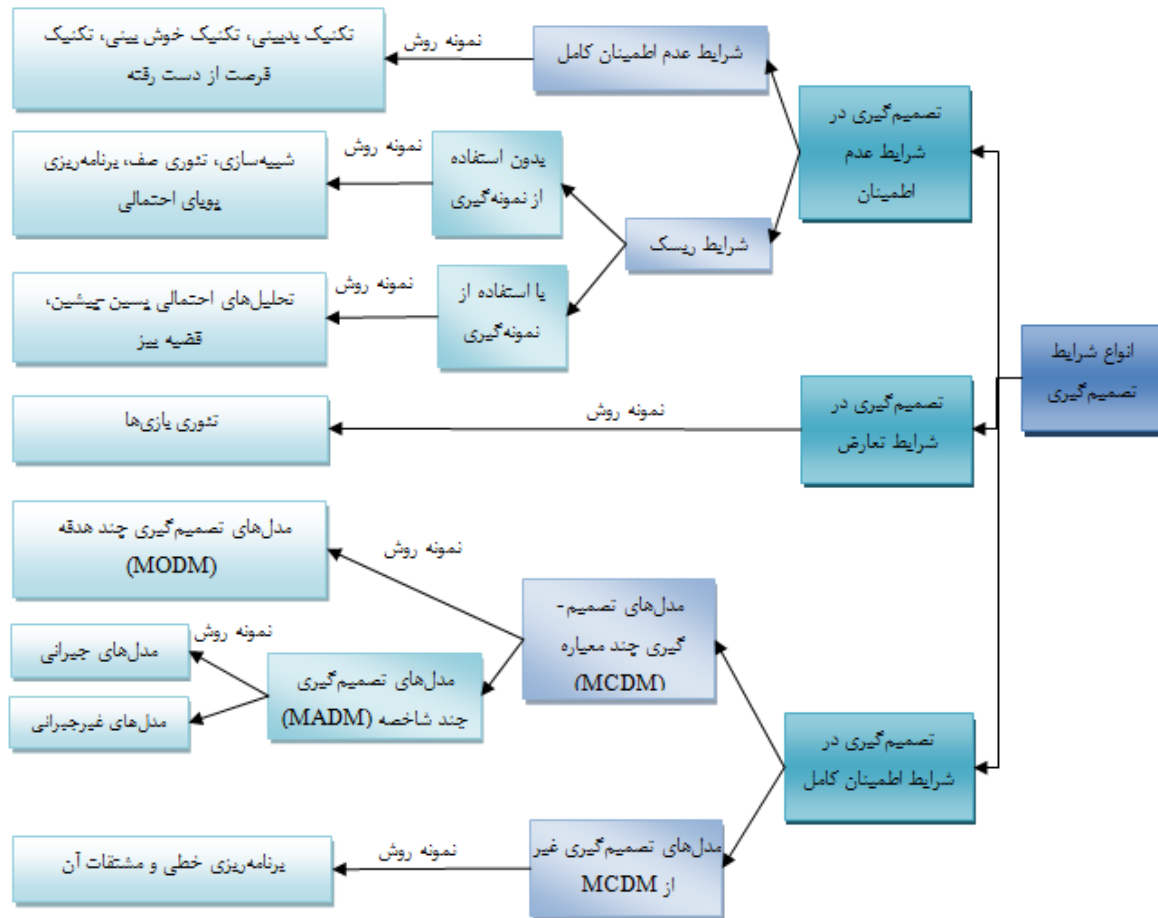 انواع شرایط
تصمیم‌گیری
تصمیم‌گیری در
شرایط عدم
اطمینان
شرایط عدم اطمینان کامل
نمونه روش
تکنیک بدبینی، تکنیک خوش بینی، تکنیک
فرصت از دست رفته
شرایط ریسک
بدون استفاده
از نمونه‌گیری
نمونه روش
شبیه‌سازی، تئوری صف، برنامه‌ریزی
پویای احتمالی
با استفاده از
نمونه‌گیری
نمونه روش
تحلیل‌های احتمالی پسین-پیشین،
قضیه بیز
تصمیم‌گیری در
شرایط تعارض
نمونه روش
تئوری بازی‌ها
تصمیم‌گیری در
شرایط اطمینان کامل
مدل‌های تصمیم-
گیری چند معیاره
(MCDM)
نمونه روش
مدل‌های تصمیم‌گیری چند هدفه
(MODM)
مدل‌های تصمیم‌گیری
چند شاخصه (MADM)
نمونه روش
مدل‌های جبرانی
مدل‌های غیرجبرانی
مدل‌های تصمیم‌گیری غیر
از MCDM
نمونه روش
برنامه‌ریزی خطی و مشتقات آن